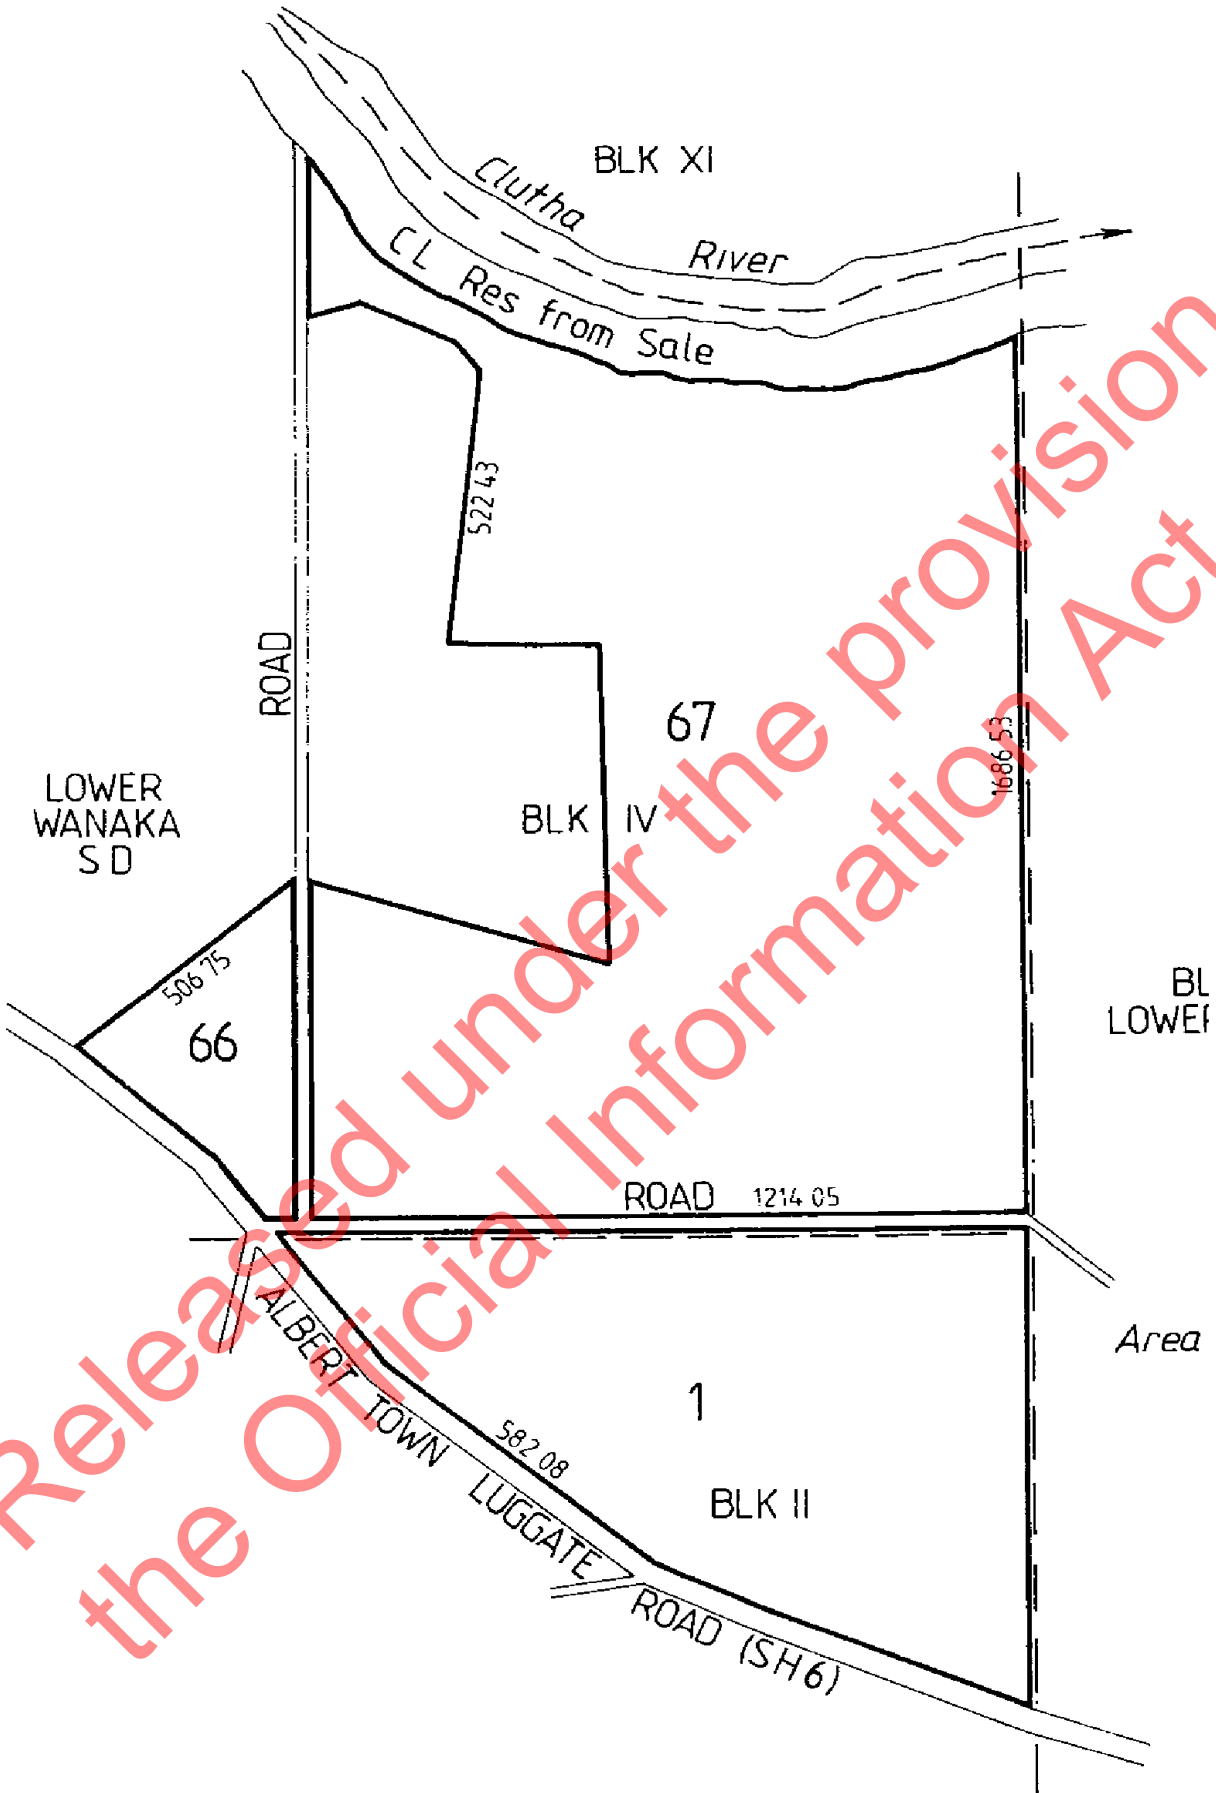 BLK XI
Clutha
River
CL Res from Sale
522 43
ROAD
67
1686 53
LOWER
WANAKA
S D
BLK IV
506 75
66
BL
LOWER
ROAD 1214 05
Area
ALBERT TOWN LUGGATE ROAD (SH6)
1
582 08
BLK II
Released under the provision
the Official Information Act